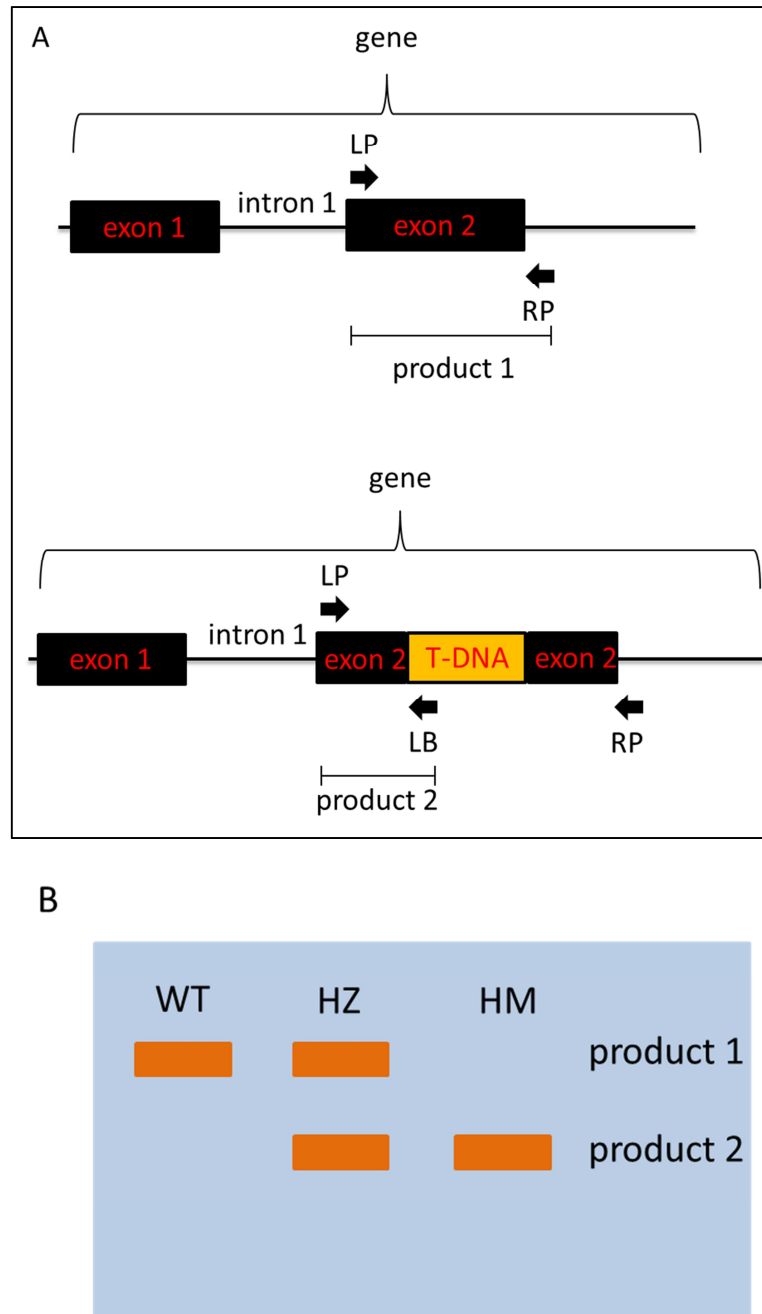 A
gene
LP
intron 1
exon 1
exon 2
RP
product 1
gene
LP
intron 1
exon 1
exon 2
T-DNA
exon 2
LB
RP
product 2
B
WT HZ HM
product 1
product 2